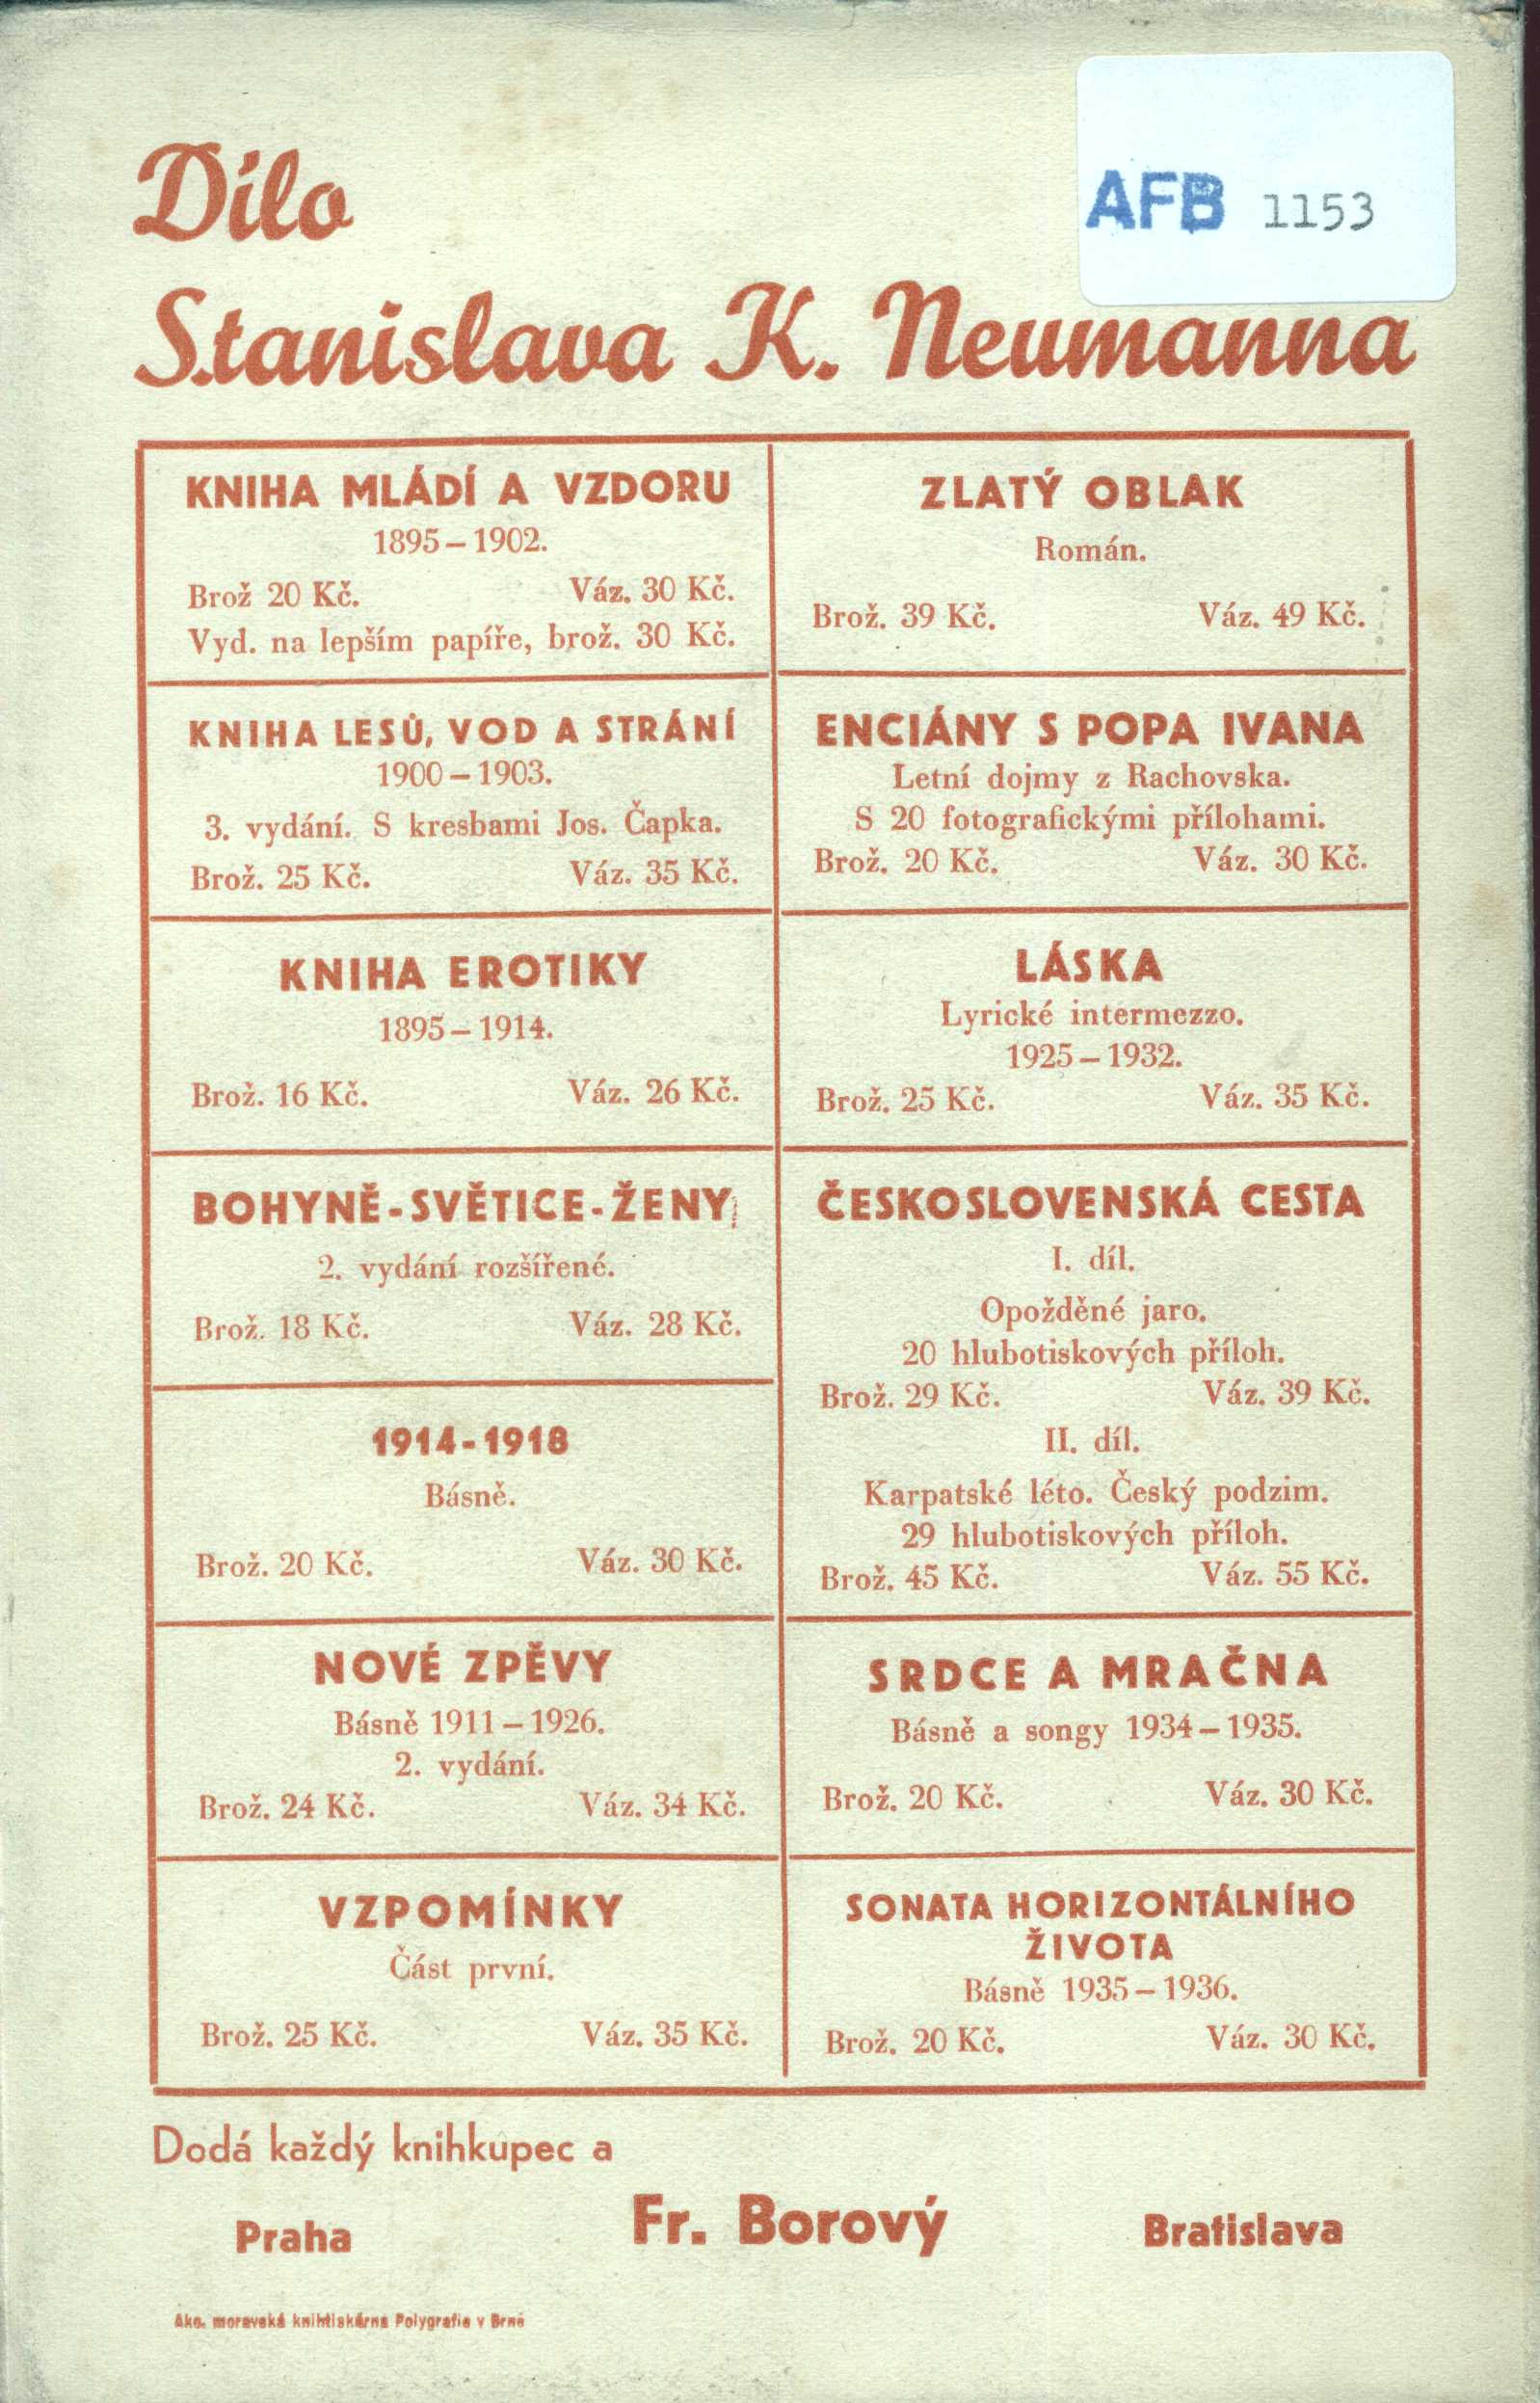 AFB 1153
Dílo
Stanislava K. Neumanna
KNIHA MLÁDÍ A VZDORU
1895–1902.
Brož 20 Kč. Váz. 30 Kč.
Vyd. na lepším papíře, brož. 30 Kč.
KNIHA LESŮ, VOD A STRÁNÍ
1900–1903.
3. vydání. S kresbami Jos. Čapka.
Brož. 25 Kč. Váz. 35 Kč.
KNIHA EROTIKY
1895–1914.
Brož. 16 Kč. Váz. 26 Kč.
BOHYNĚ-SVĚTICE-ŽENY
2. vydání rozšířené.
Brož. 18 Kč. Váz. 28 Kč.
1914-1918
Básně.
Brož. 20 Kč. Váz. 30 Kč.
NOVÉ ZPĚVY
Básně 1911–1926.
2. vydání.
Brož. 24 Kč. Váz. 34 Kč.
VZPOMÍNKY
Část první.
Brož. 25 Kč. Váz. 35 Kč.
ZLATÝ OBLAK
Román.
Brož. 39 Kč. Váz. 49 Kč.
ENCIÁNY S POPA IVANA
Letní dojmy z Rachovska.
S 20 fotografickými přílohami.
Brož. 20 Kč. Váz. 30 Kč.
LÁSKA
Lyrické intermezzo.
1925–1932.
Brož. 25 Kč. Váz. 35 Kč.
ČESKOSLOVENSKÁ CESTA
I. díl.
Opožděné jaro.
20 hlubotiskových příloh.
Brož. 29 Kč. Váz. 39 Kč.
II. díl.
Karpatské léto. Český podzim.
29 hlubotiskových příloh.
Brož. 45 Kč. Váz. 55 Kč.
SRDCE A MRAČNA
Básně a songy 1934–1935.
Brož. 20 Kč. Váz. 30 Kč.
SONATA HORIZONTÁLNÍHO
ŽIVOTA
Básně 1935–1936.
Brož. 20 Kč. Váz. 30 Kč.
Dodá každý knihkupec a
Praha Fr. Borový Bratislava
Akc. moravská knihtiskárna Polygrafie v Brně